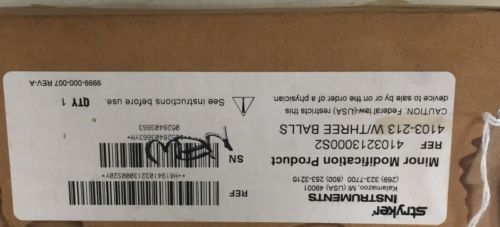 stryker
INSTRUMENTS
Kalamazoo, MI (USA) 49001
(269) 323-7700 (800) 253-3210
Minor Modification Product
REF 410321300052
4103-213 W/THREE BALLS
CAUTION: Federal law (USA) restricts this
device to sale by or on the order of a physician.
REF
SN
0528403663
See instructions before use.
QTY 1
9999-000-007 REV-A